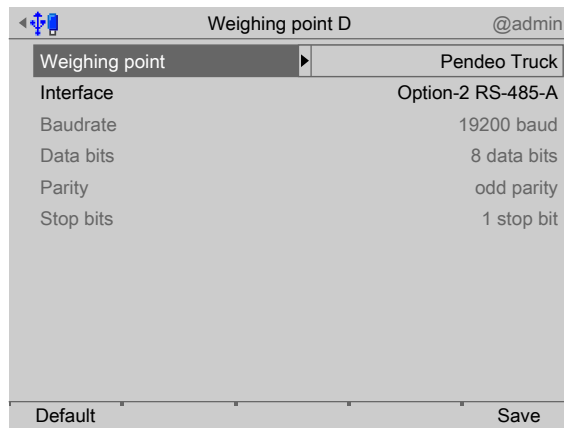 Weighing point D @admin
Weighing point Pendeo Truck
Interface Option-2 RS-485-A
Baudrate 19200 baud
Data bits 8 data bits
Parity odd parity
Stop bits 1 stop bit
Default Save